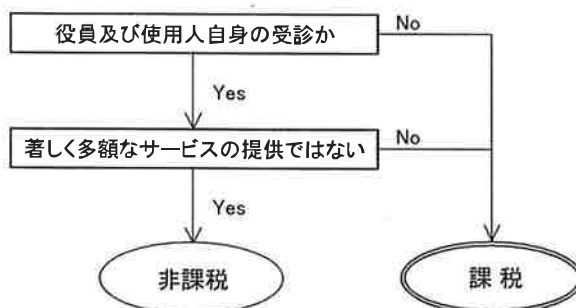 役員及び使用人自身の受診か
No
Yes
著しく多額なサービスの提供ではない
No
Yes
非課税
課税